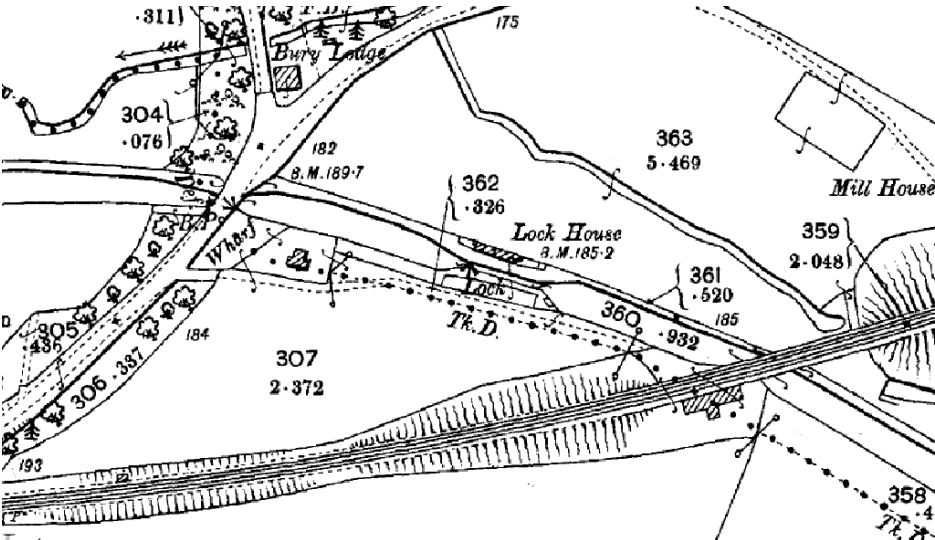 .311)
F.D.
175
Bury Lodge
304
.076
182
B.M.189.7
363
5.469
362
.326
Mill House
Def.
B.P.
Wharf
Lock House
B.M.185.2
359
2.048
361
.520
Lock
360
.932
185
Tk. D.
305
436
184
306 .337
307
2.372
193
358
.4
Tk. D